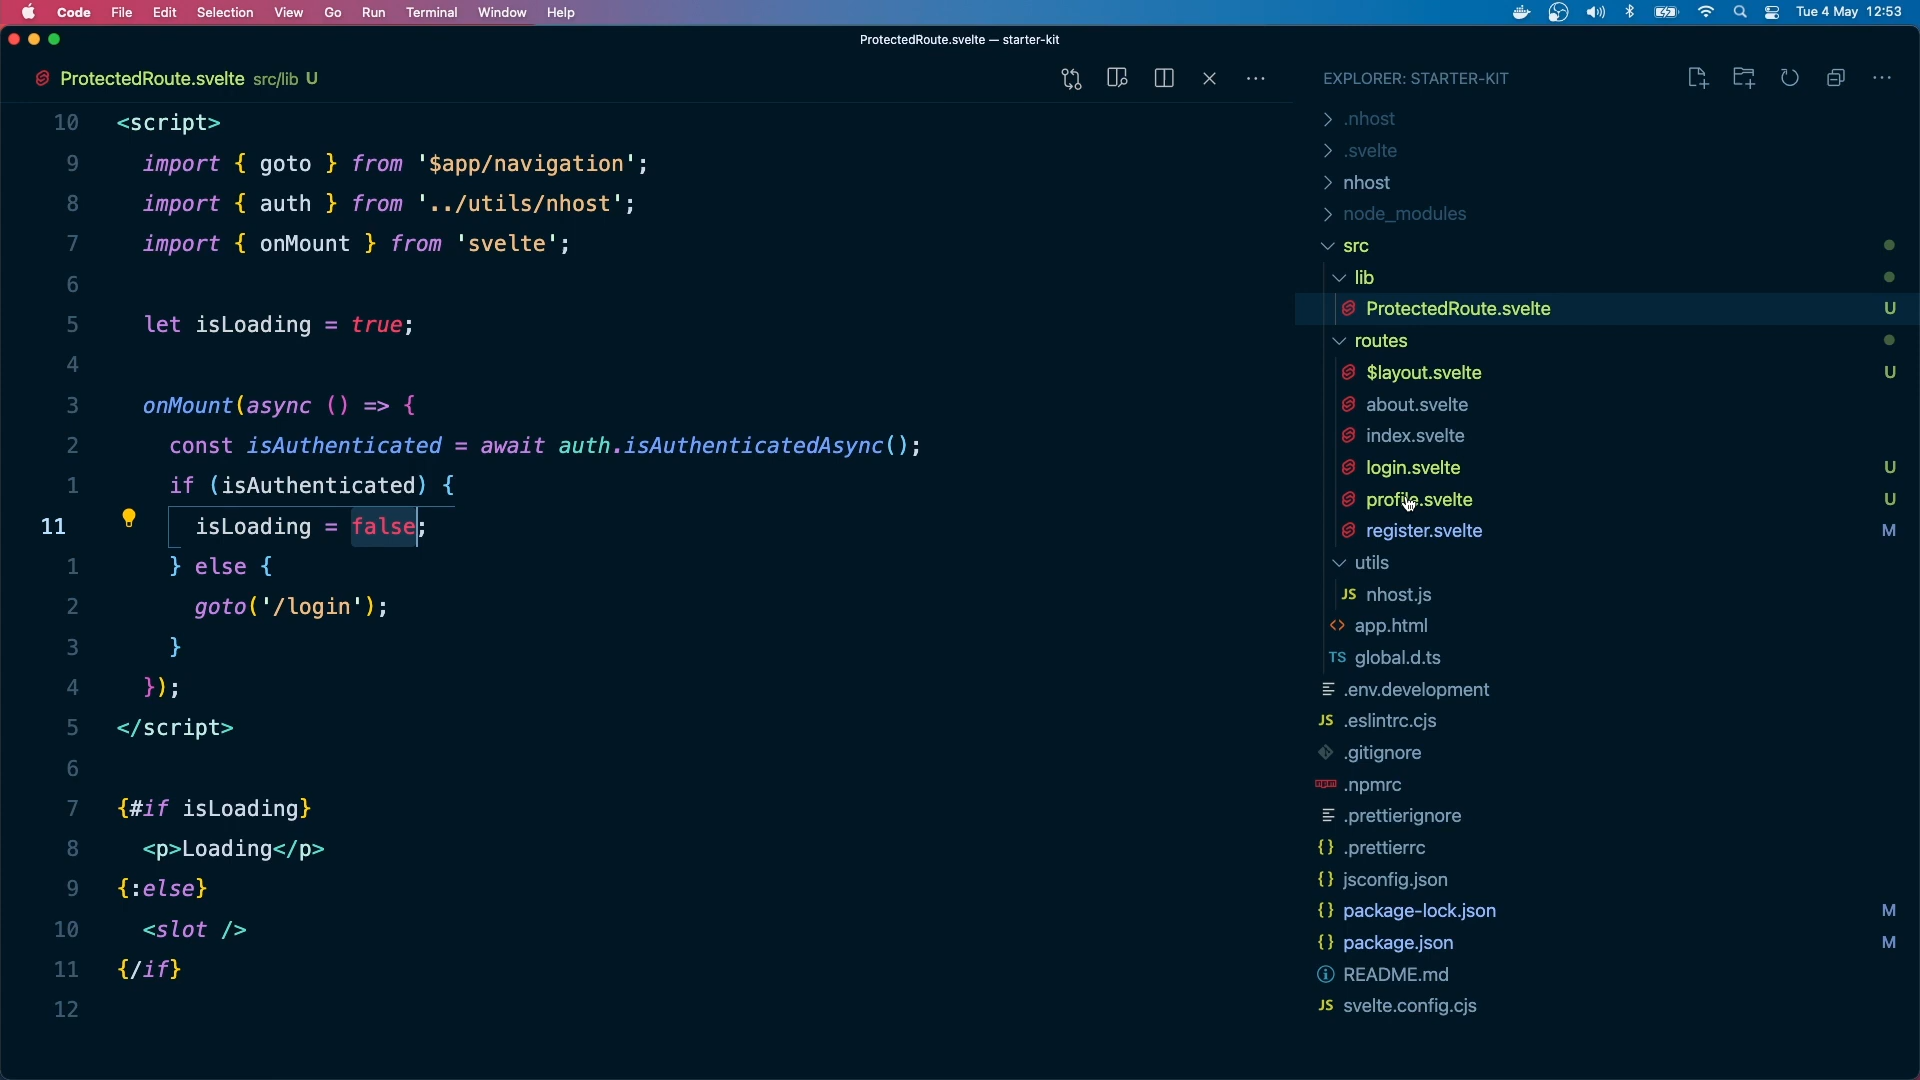 Code File Edit Selection View Go Run Terminal Window Help Tue 4 May 12:53
ProtectedRoute.svelte — starter-kit
ProtectedRoute.svelte src/lib U
10 <script>
9 import { goto } from '$app/navigation';
8 import { auth } from '../utils/nhost';
7 import { onMount } from 'svelte';
6
5 let isLoading = true;
4
3 onMount(async () => {
2 const isAuthenticated = await auth.isAuthenticatedAsync();
1 if (isAuthenticated) {
11 isLoading = false;
1 } else {
2 goto('/login');
3 }
4 });
5 </script>
6
7 {#if isLoading}
8 <p>Loading</p>
9 {:else}
10 <slot />
11 {/if}
12
EXPLORER: STARTER-KIT
.nhost
.svelte
nhost
node_modules
src
lib
ProtectedRoute.svelte U
routes
$layout.svelte U
about.svelte
index.svelte
login.svelte U
profile.svelte U
register.svelte M
utils
JS nhost.js
<> app.html
TS global.d.ts
.env.development
JS .eslintrc.cjs
.gitignore
npm .npmrc
.prettierignore
{} .prettierrc
{} jsconfig.json
{} package-lock.json M
{} package.json M
README.md
JS svelte.config.cjs